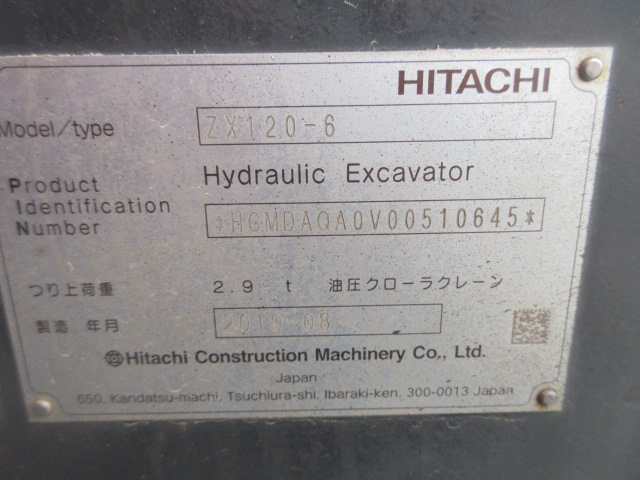 HITACHI
Model/type ZX120-6
Hydraulic Excavator
Product
Identification
Number *HCMDAQA0V00510645*
つり上荷重 2.9 t 油圧クローラクレーン
製造 年月 2019 08
Hitachi Construction Machinery Co., Ltd.
Japan
650, Kandatsu-machi, Tsuchiura-shi, Ibaraki-ken, 300-0013 Japan